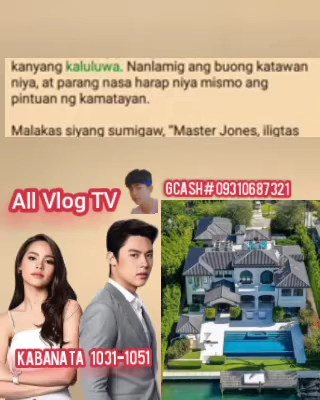 kanyang kaluluwa. Nanlamig ang buong katawan
niya, at parang nasa harap niya mismo ang
pintuan ng kamatayan.
Malakas siyang sumigaw, "Master Jones, iligtas
All Vlog TV
GCASH# 09310687321
KABANATA 1031-1051